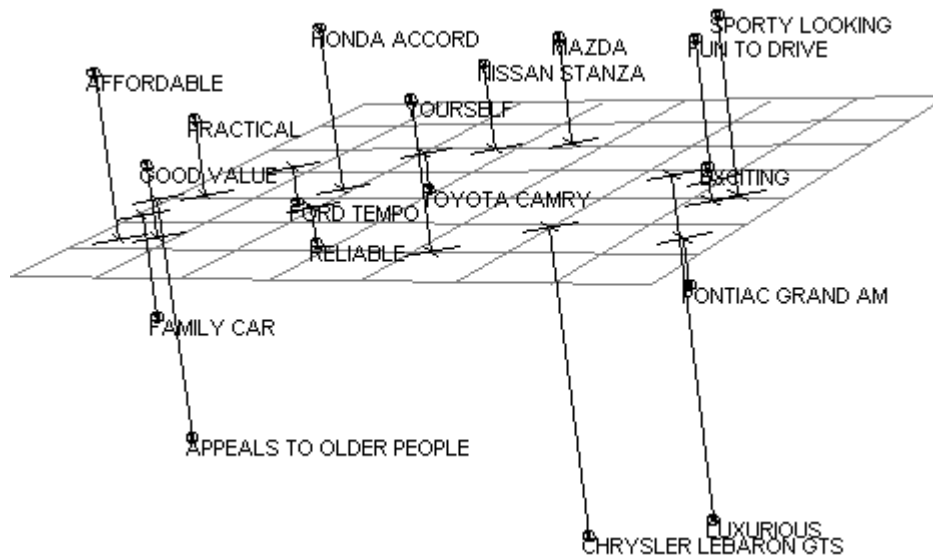 SPORTY LOOKING
HONDA ACCORD
MAZDA
FUN TO DRIVE
NISSAN STANZA
AFFORDABLE
YOURSELF
PRACTICAL
GOOD VALUE
EXCITING
TOYOTA CAMRY
FORD TEMPO
RELIABLE
PONTIAC GRAND AM
FAMILY CAR
APPEALS TO OLDER PEOPLE
LUXURIOUS
CHRYSLER LEBARON GTS